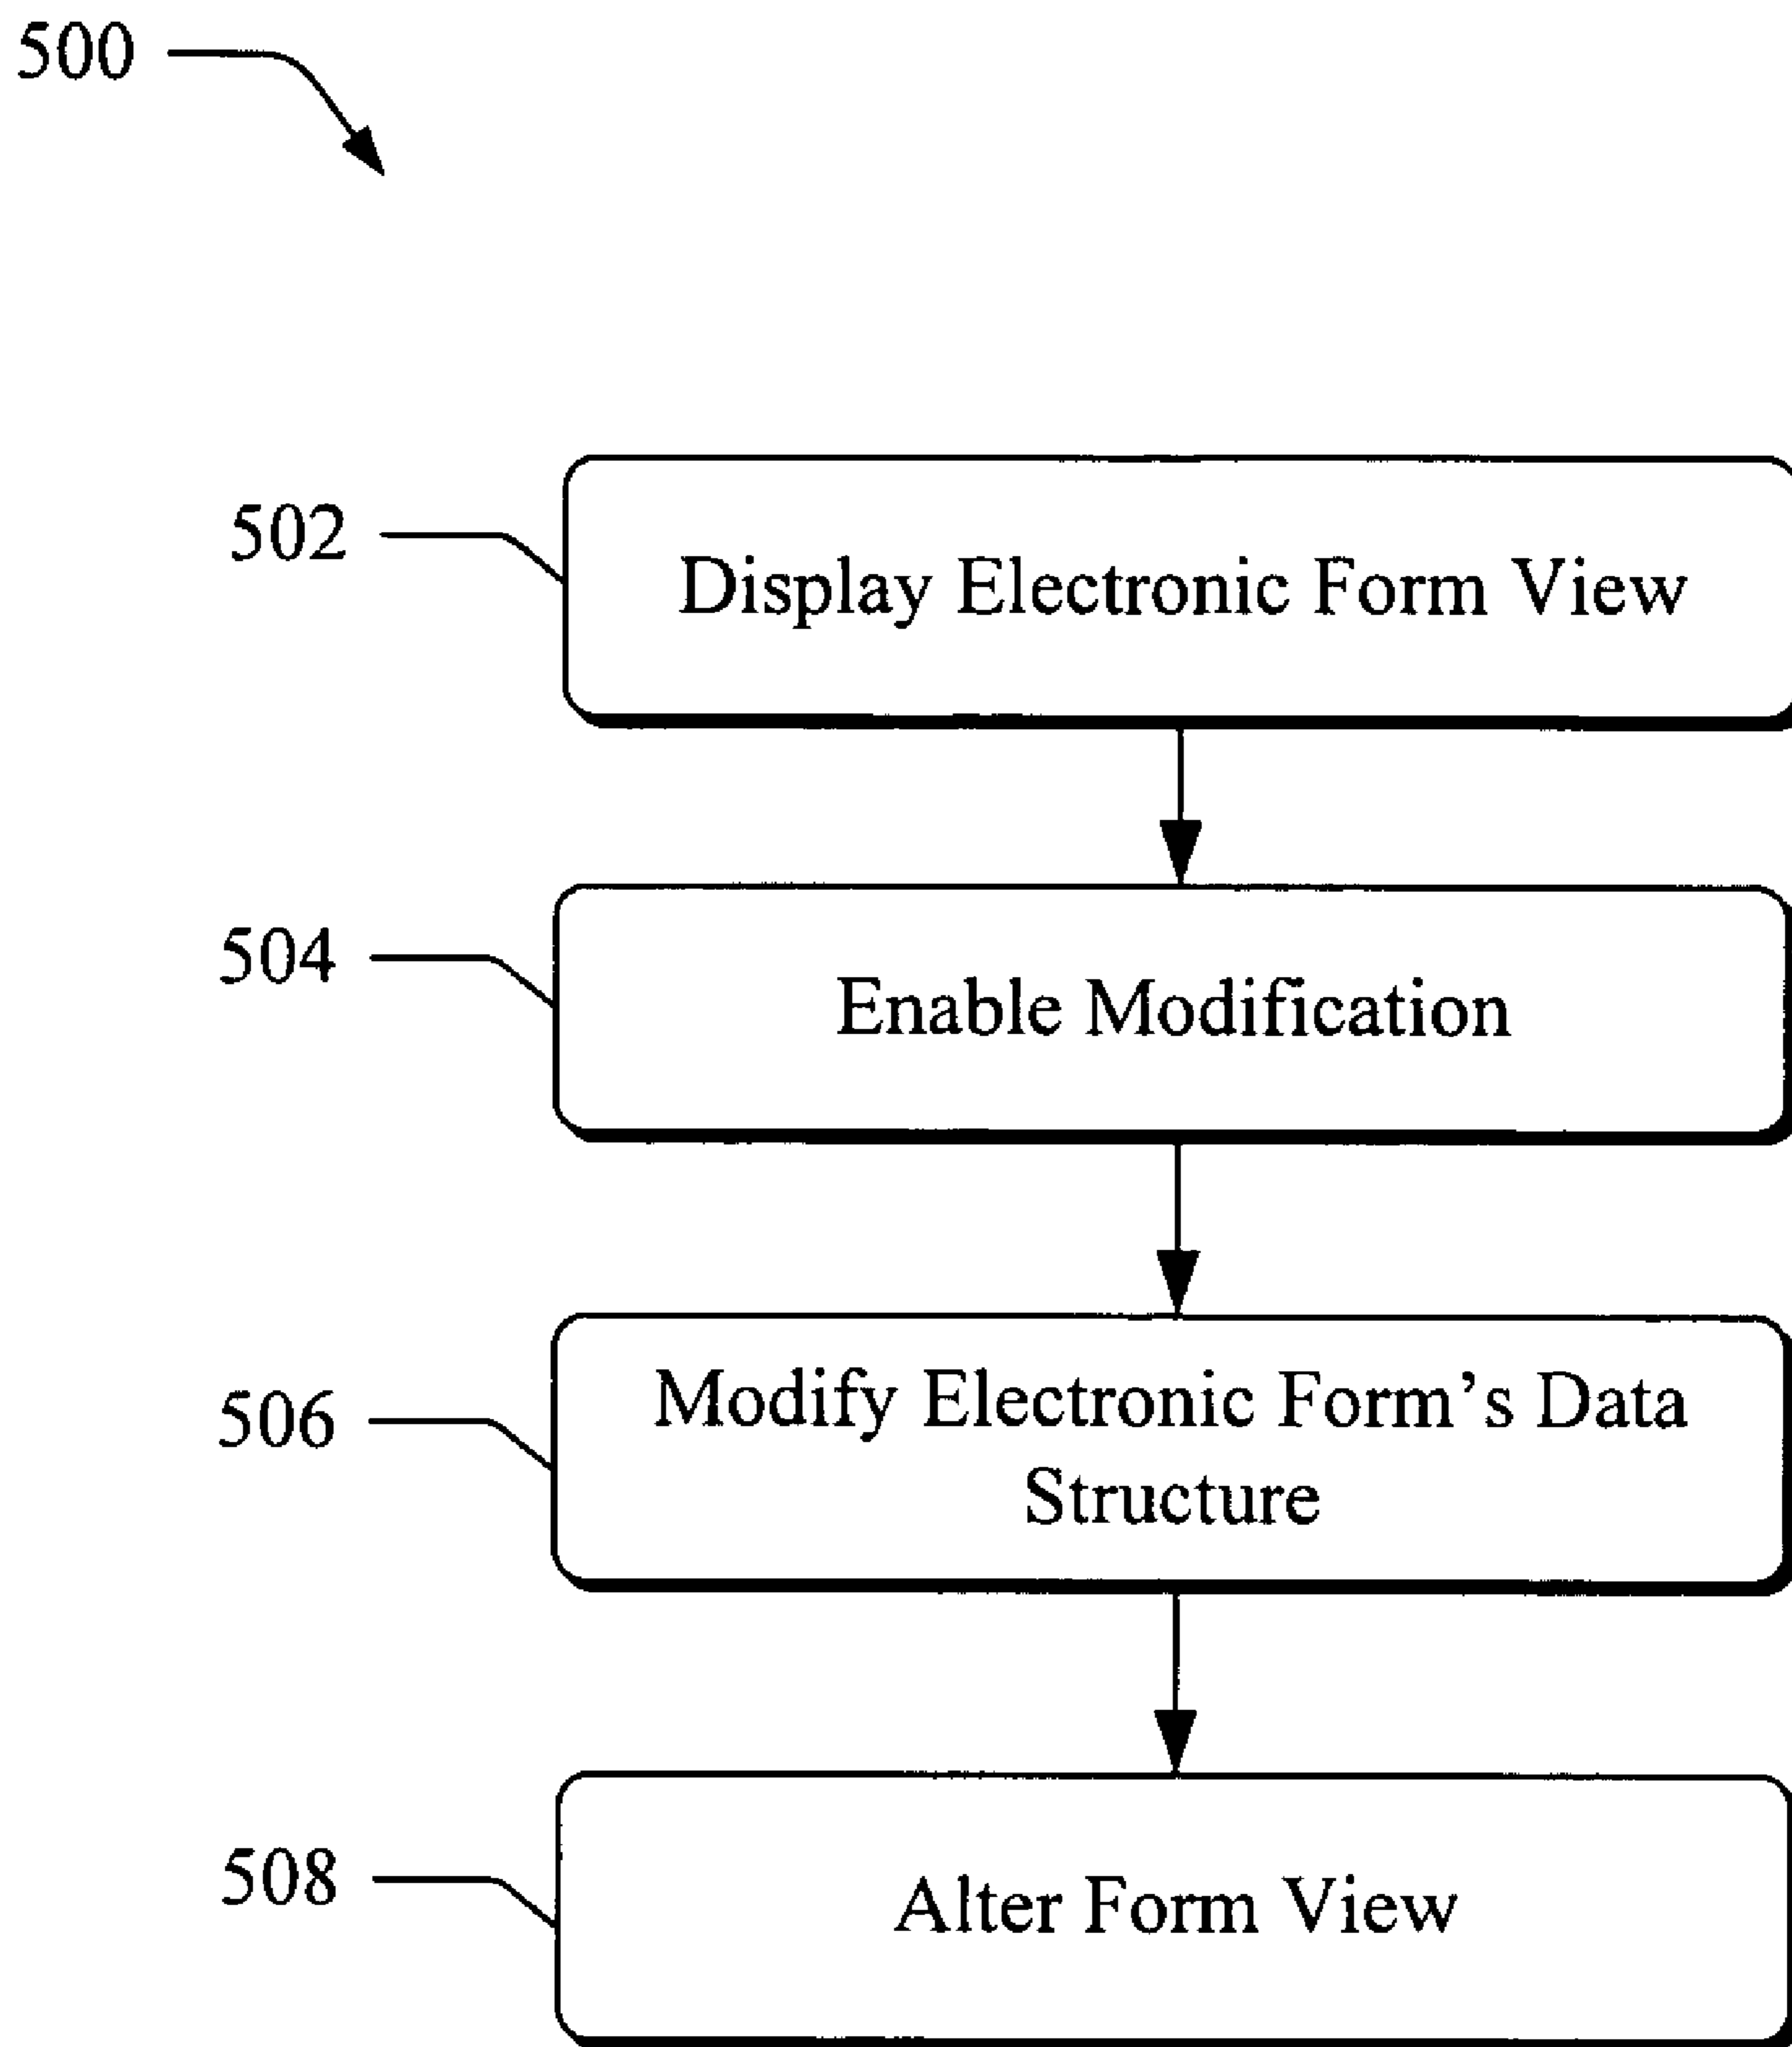 500
502
Display Electronic Form View
504
Enable Modification
506
Modify Electronic Form’s Data
Structure
508
Alter Form View